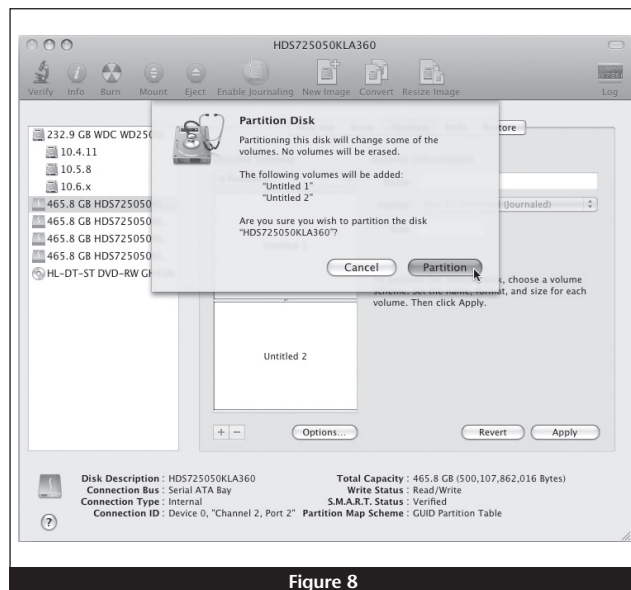 HDS725050KLA360
Verify Info Burn Mount Eject Enable Journaling New Image Convert Resize Image Log
232.9 GB WDC WD250
10.4.11
10.5.8
10.6.x
465.8 GB HDS725050
465.8 GB HDS725050
465.8 GB HDS725050
465.8 GB HDS725050
HL-DT-ST DVD-RW
Partition Disk
Partitioning this disk will change some of the
volumes. No volumes will be erased.
The following volumes will be added:
"Untitled 1"
"Untitled 2"
Are you sure you wish to partition the disk
"HDS725050KLA360"?
Cancel Partition
(Journaled)
choose a volume
scheme. Set the name, format, and size for each
volume. Then click Apply.
Untitled 2
+ − Options... Revert Apply
Disk Description : HDS725050KLA360
Connection Bus : Serial ATA Bay
Connection Type : Internal
Connection ID : Device 0, "Channel 2, Port 2"
Total Capacity : 465.8 GB (500,107,862,016 Bytes)
Write Status : Read/Write
S.M.A.R.T. Status : Verified
Partition Map Scheme : GUID Partition Table
?
Figure 8